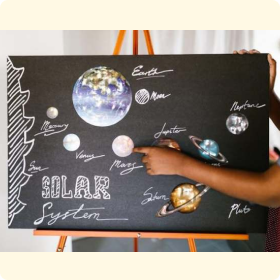 Earth
Moon
Mercury
Neptune
Jupiter
Venus
Mars
Sun
SOLAR
System
Saturn
Pluto